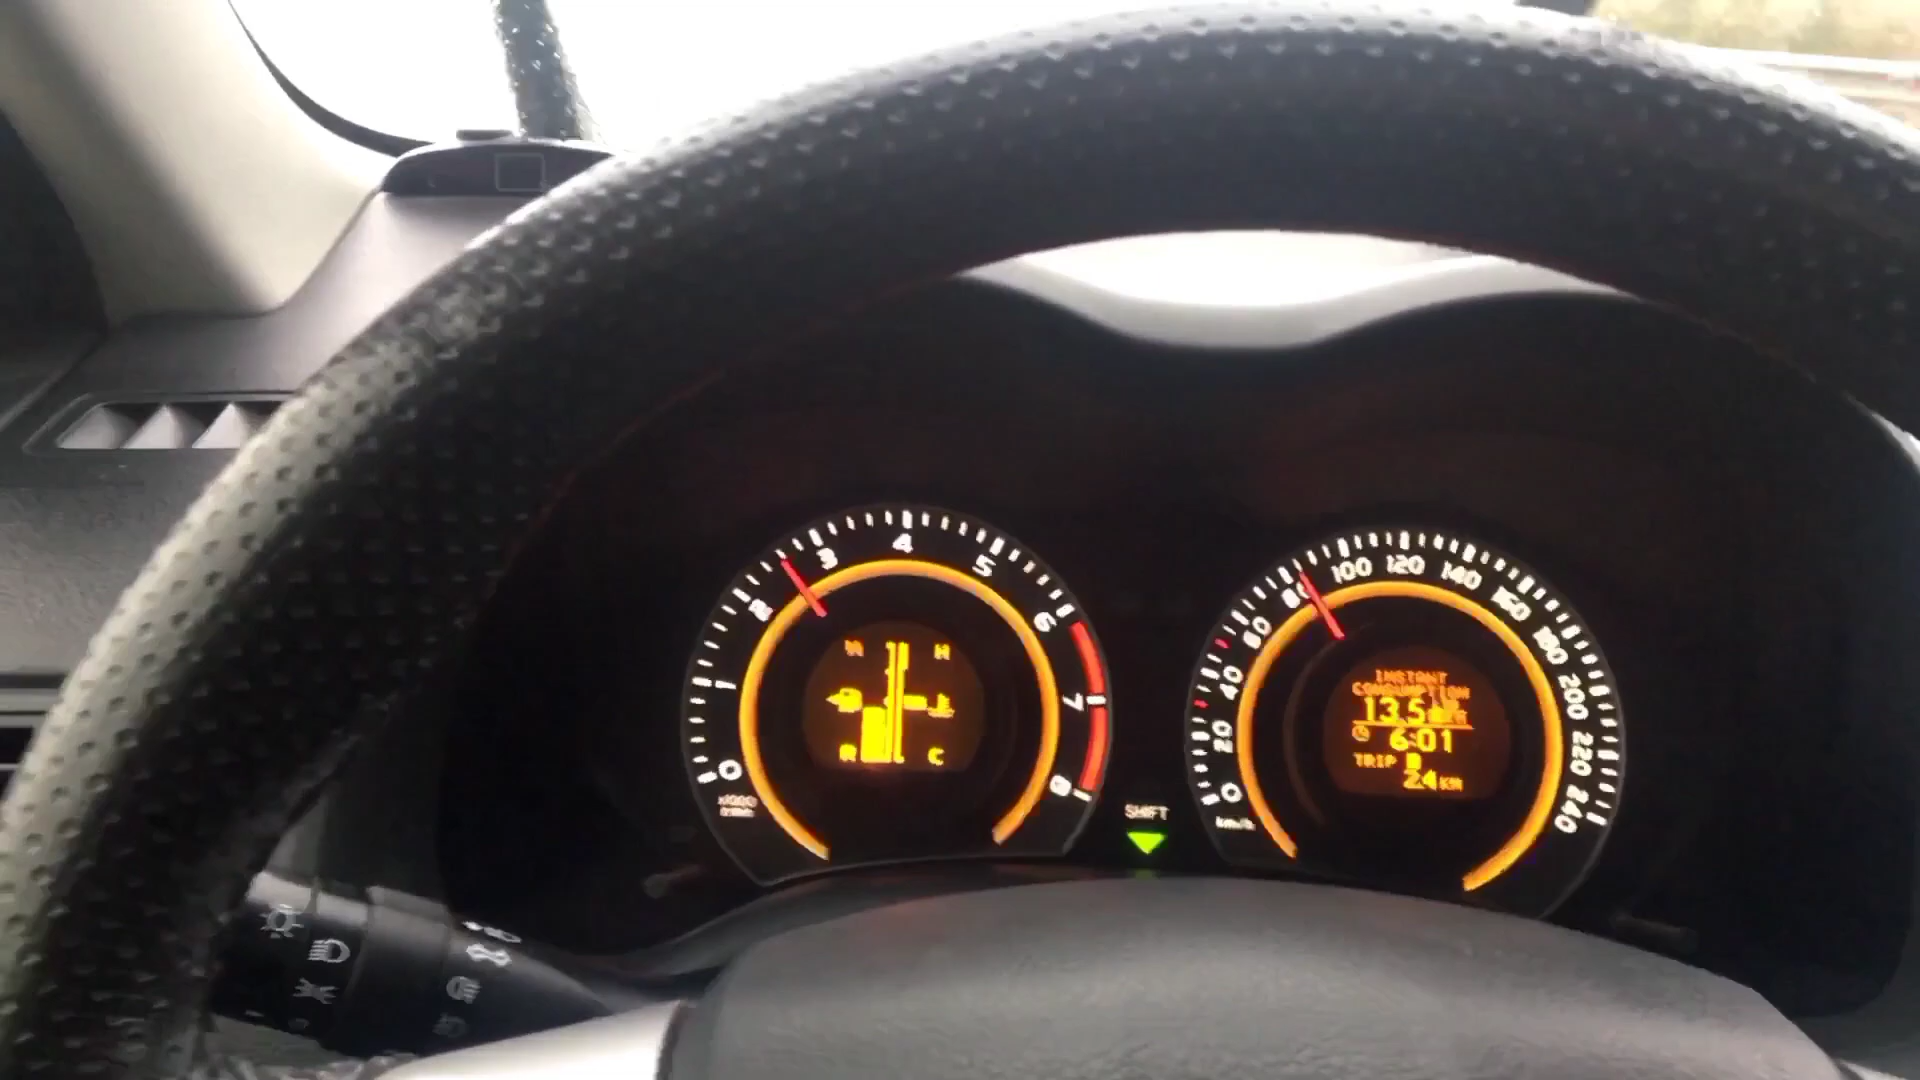 0 1 2 3 4 5 6 7 8
x1000
R
H
C
SHIFT
0 20 40 60 80 100 120 140 160 180 200 220 240
km/h
INSTANT
CONSUMPTION
13.5
6:01
TRIP B
24 KM